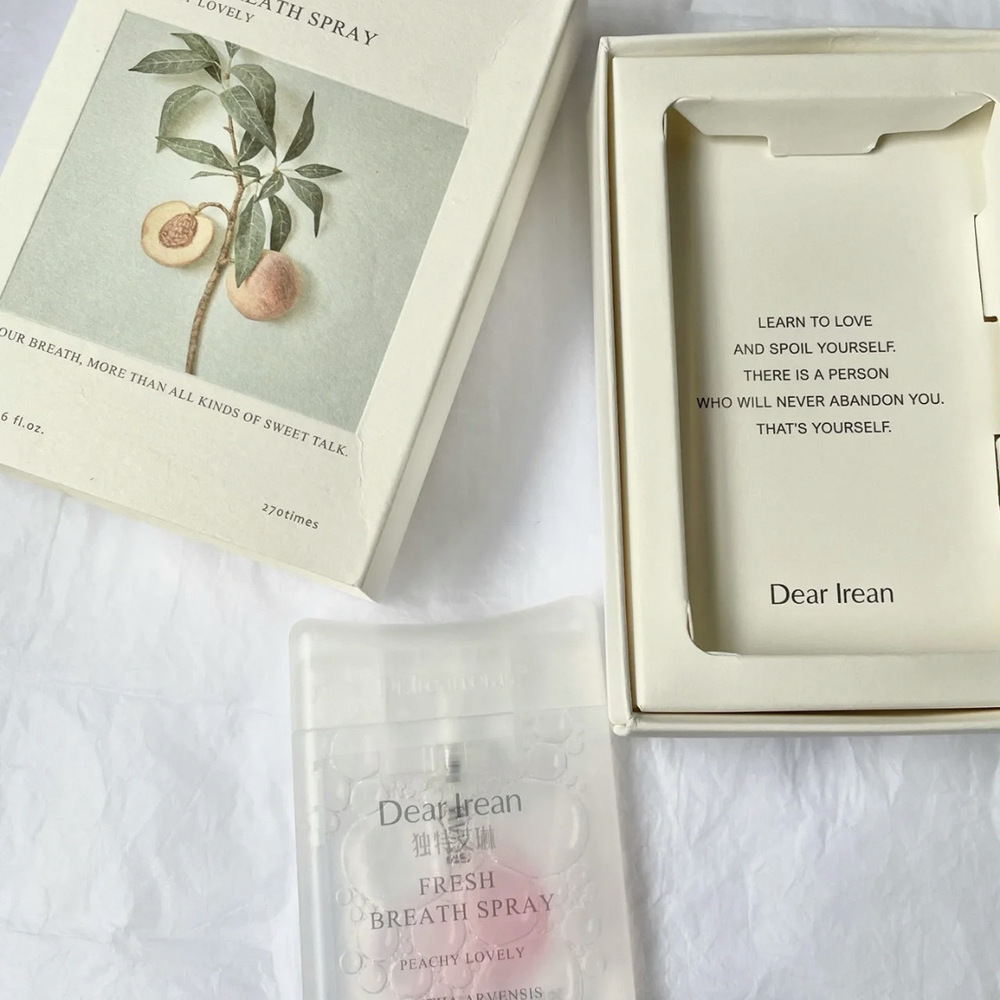 BREATH SPRAY
LOVELY
OUR BREATH, MORE THAN ALL KINDS OF SWEET TALK.
6 fl.oz.
270times
LEARN TO LOVE
AND SPOIL YOURSELF.
THERE IS A PERSON
WHO WILL NEVER ABANDON YOU.
THAT'S YOURSELF.
Dear Irean
Dear Irean
独特艾琳
FRESH
BREATH SPRAY
PEACHY LOVELY
ARVENSIS